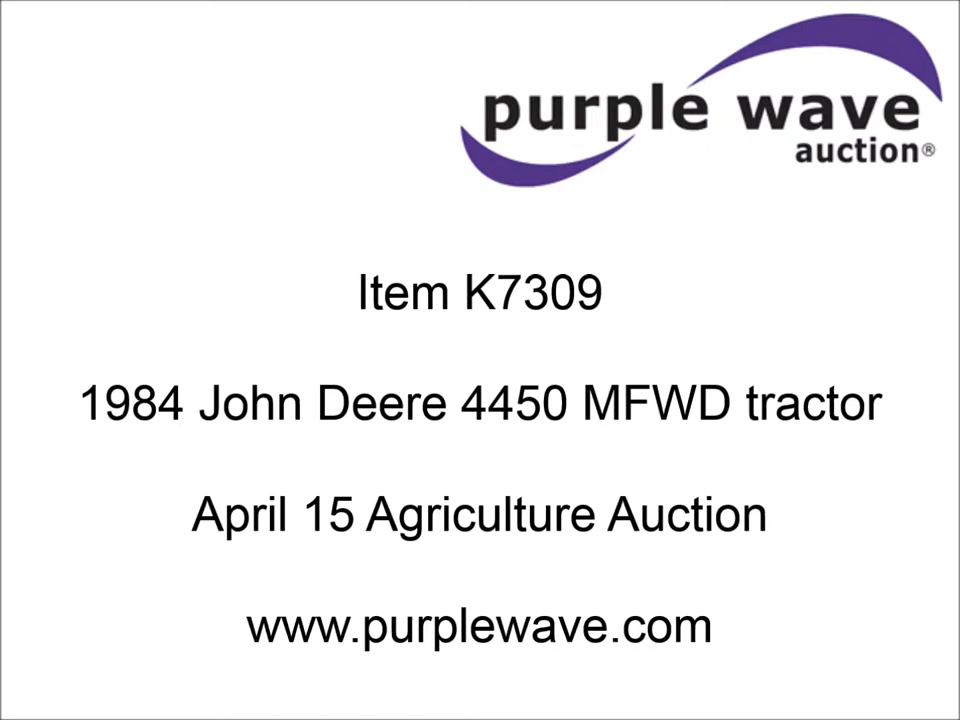 purple wave
auction®
Item K7309
1984 John Deere 4450 MFWD tractor
April 15 Agriculture Auction
www.purplewave.com